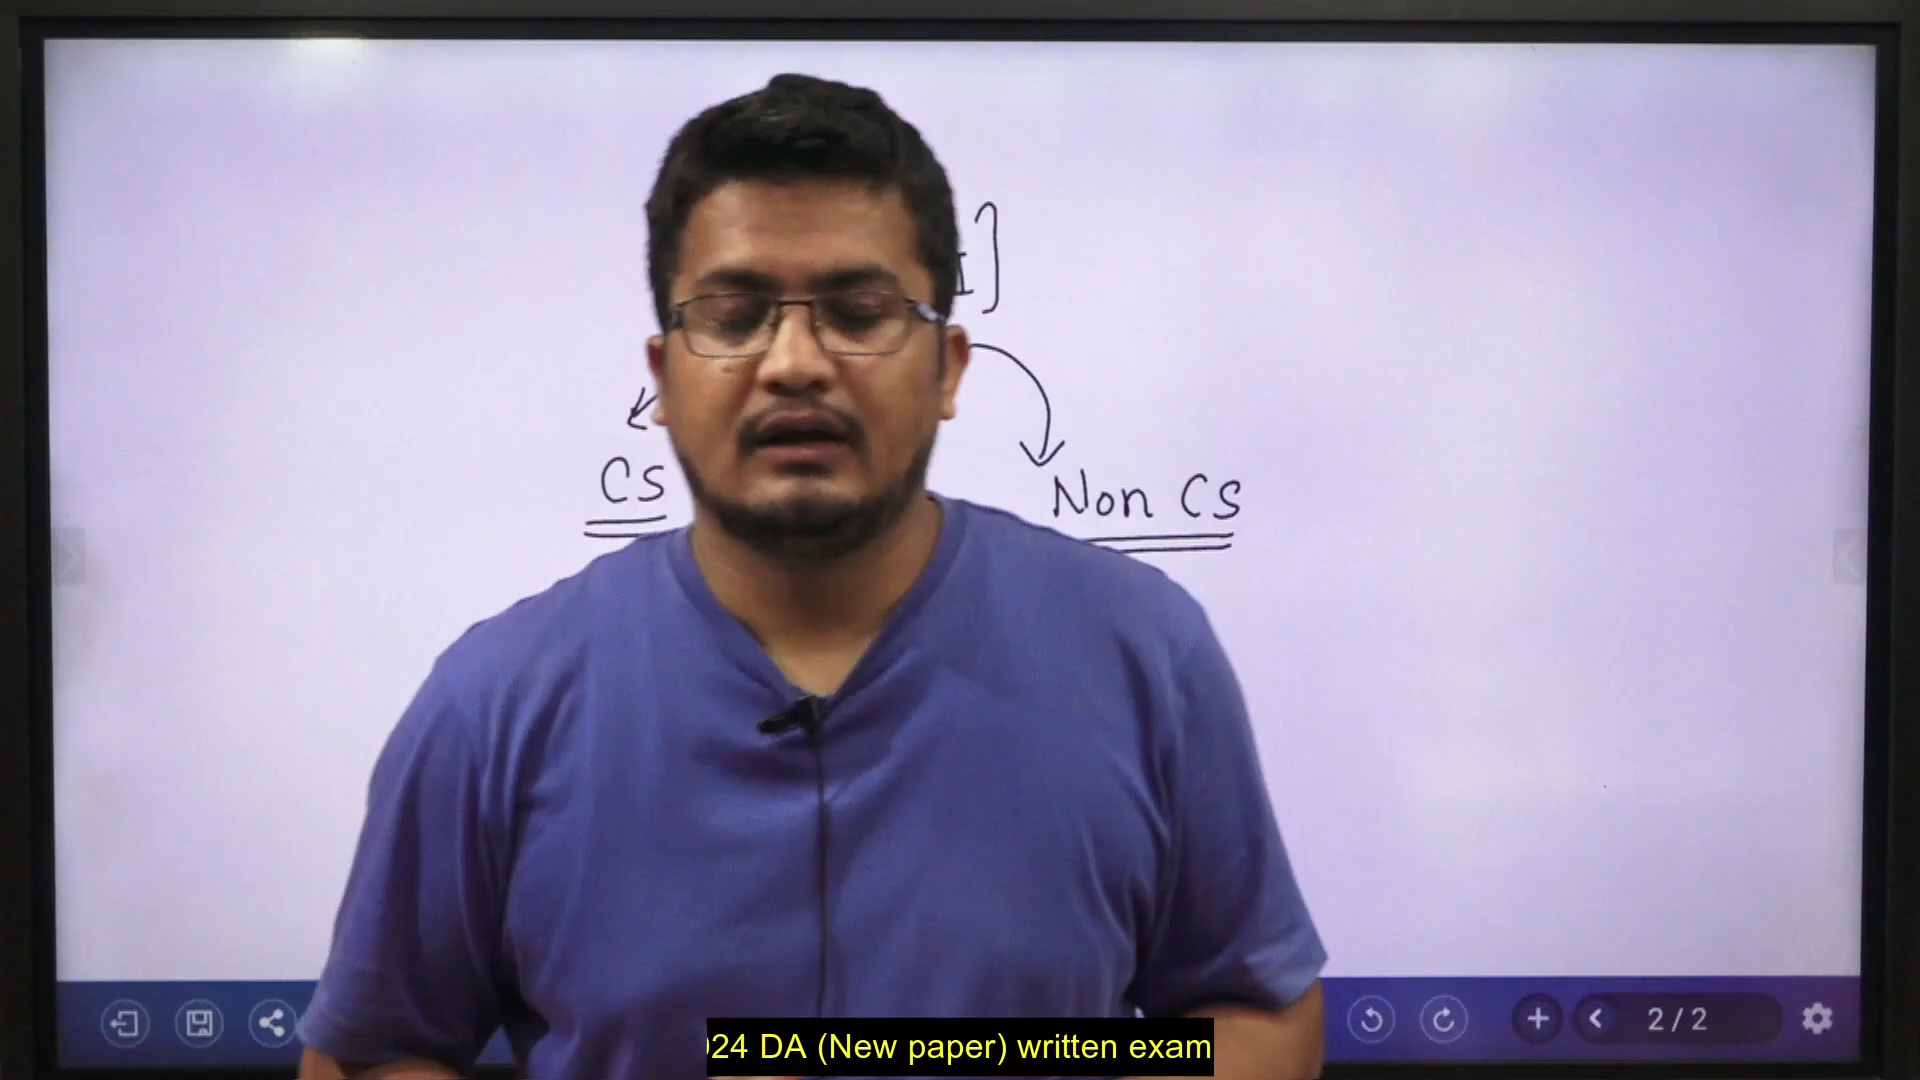 I]
CS
Non CS
2/2
24 DA (New paper) written exam